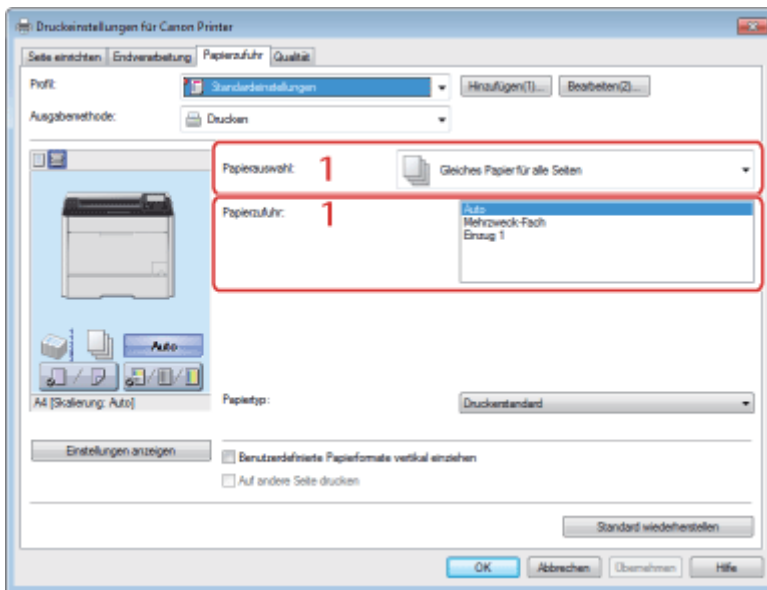 Druckeinstellungen für Canon Printer
Seite einrichten Endverarbeitung Papierzufuhr Qualität
Profil: Standardeinstellungen Hinzufügen(1)... Bearbeiten(2)...
Ausgabemethode: Drucken
Papierauswahl: 1 Gleiches Papier für alle Seiten
Papierzufuhr: 1 Auto
Mehrzweck-Fach
Einzug 1
Auto
A4 [Skalierung: Auto]
Papiertyp: Druckerstandard
Einstellungen anzeigen
Benutzerdefinierte Papierformate vertikal einziehen
Auf andere Seite drucken
Standard wiederherstellen
OK Abbrechen Übernehmen Hilfe